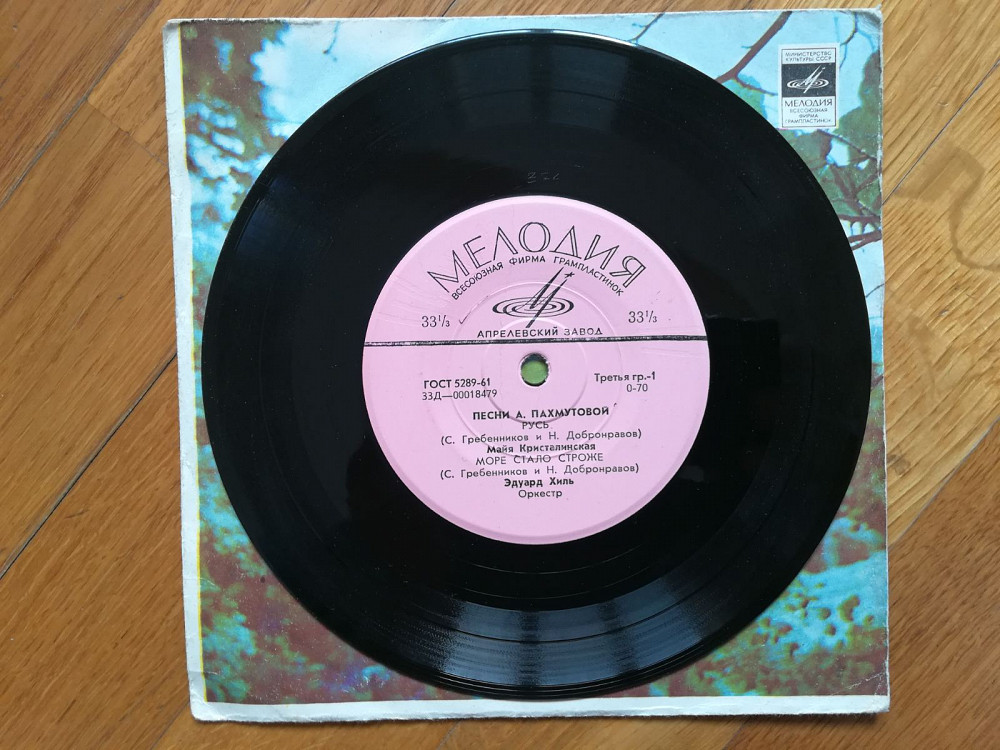 МИНИСТЕРСТВО
КУЛЬТУРЫ СССР
МЕЛОДИЯ
ВСЕСОЮЗНАЯ
ФИРМА
ГРАМПЛАСТИНОК
МЕЛОДИЯ
ВСЕСОЮЗНАЯ ФИРМА ГРАМПЛАСТИНОК
33⅓ 33⅓
АПРЕЛЕВСКИЙ ЗАВОД
ГОСТ 5289-61 Третья гр.-1
33Д—00018479 0-70
ПЕСНИ А. ПАХМУТОВОЙ
РУСЬ
(С. Гребенников и Н. Добронравов)
Майя Кристалинская
МОРЕ СТАЛО СТРОЖЕ
(С. Гребенников и Н. Добронравов)
Эдуард Хиль
Оркестр